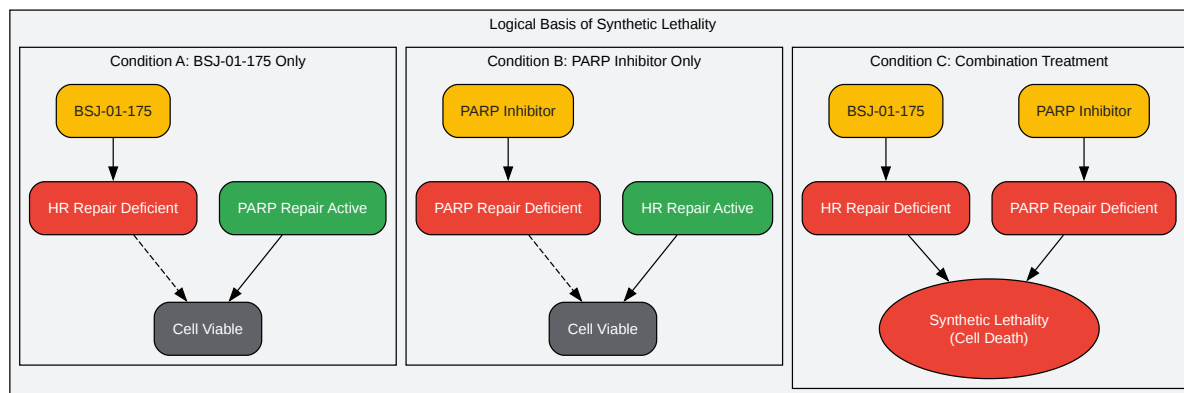 Logical Basis of Synthetic Lethality
Condition A: BSJ-01-175 Only
BSJ-01-175
HR Repair Deficient
PARP Repair Active
Cell Viable
Condition B: PARP Inhibitor Only
PARP Inhibitor
PARP Repair Deficient
HR Repair Active
Cell Viable
Condition C: Combination Treatment
BSJ-01-175
PARP Inhibitor
HR Repair Deficient
PARP Repair Deficient
Synthetic Lethality
(Cell Death)